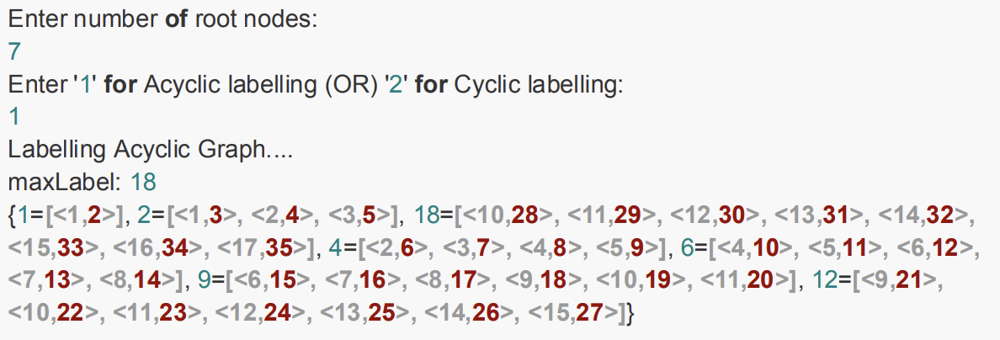 Enter number of root nodes:
7
Enter '1' for Acyclic labelling (OR) '2' for Cyclic labelling:
1
Labelling Acyclic Graph....
maxLabel: 18
{1=[<1,2>], 2=[<1,3>, <2,4>, <3,5>], 18=[<10,28>, <11,29>, <12,30>, <13,31>, <14,32>,
<15,33>, <16,34>, <17,35>], 4=[<2,6>, <3,7>, <4,8>, <5,9>], 6=[<4,10>, <5,11>, <6,12>,
<7,13>, <8,14>], 9=[<6,15>, <7,16>, <8,17>, <9,18>, <10,19>, <11,20>], 12=[<9,21>,
<10,22>, <11,23>, <12,24>, <13,25>, <14,26>, <15,27>]}